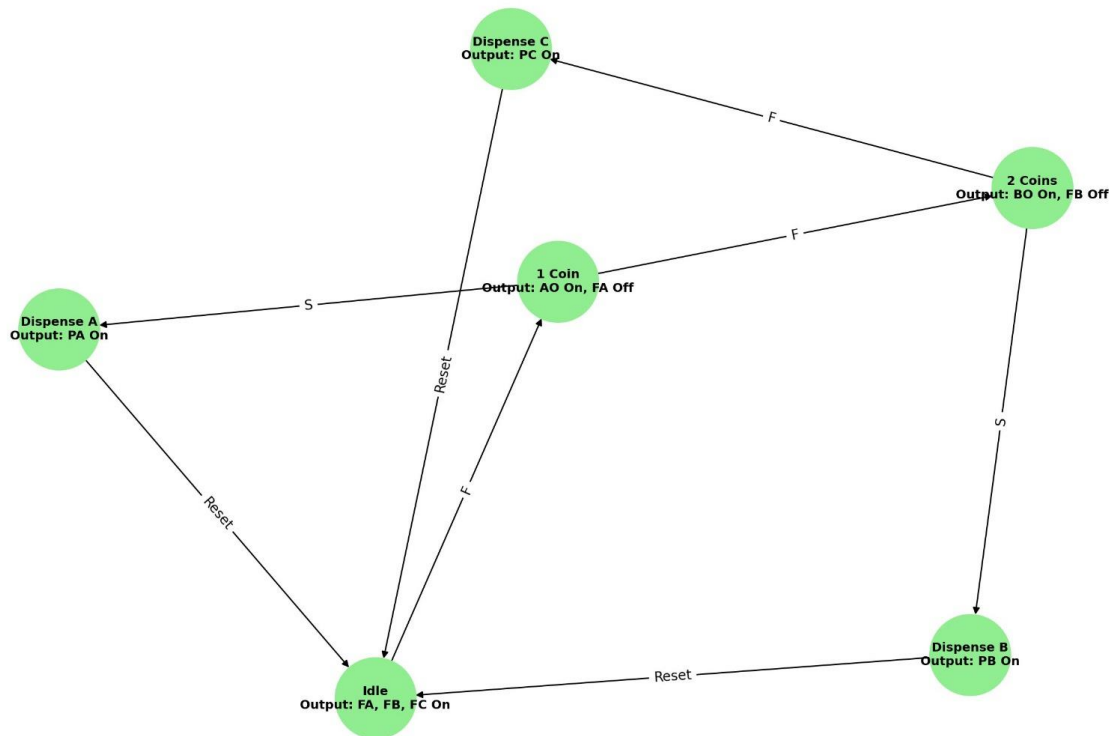 Dispense C
Output: PC On
F
2 Coins
Output: BO On, FB Off
F
1 Coin
Output: AO On, FA Off
S
Dispense A
Output: PA On
Reset
S
F
Reset
Dispense B
Output: PB On
Reset
Idle
Output: FA, FB, FC On